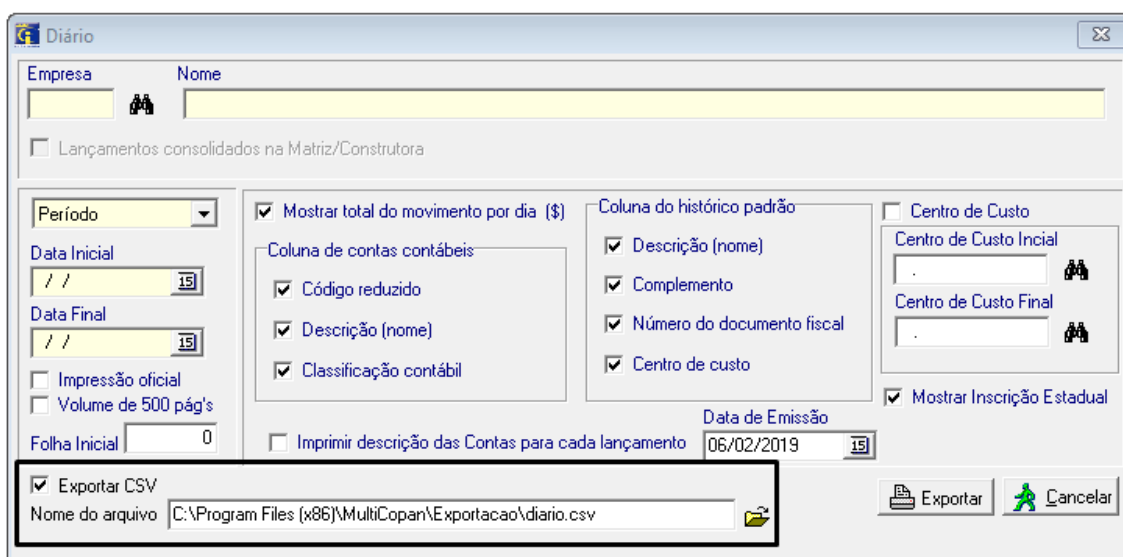 Diário
Empresa Nome
Lançamentos consolidados na Matriz/Construtora
Período
Data Inicial
/ /
15
Data Final
/ /
15
Impressão oficial
Volume de 500 pág's
Folha Inicial 0
Mostrar total do movimento por dia ($)
Coluna de contas contábeis
Código reduzido
Descrição (nome)
Classificação contábil
Coluna do histórico padrão
Descrição (nome)
Complemento
Número do documento fiscal
Centro de custo
Centro de Custo
Centro de Custo Incial
.
Centro de Custo Final
.
Mostrar Inscrição Estadual
Imprimir descrição das Contas para cada lançamento
Data de Emissão
06/02/2019 15
Exportar CSV
Nome do arquivo C:\Program Files (x86)\MultiCopan\Exportacao\diario.csv
Exportar Cancelar